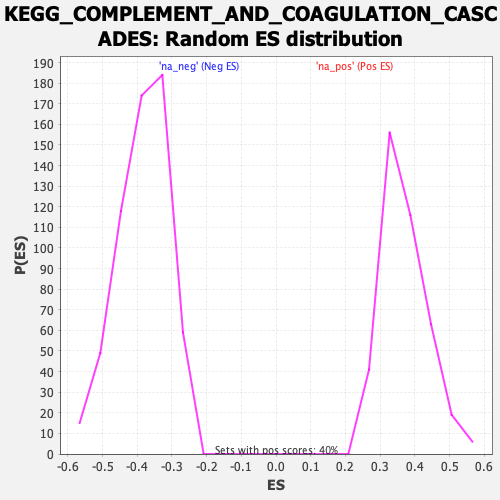 KEGG_COMPLEMENT_AND_COAGULATION_CASC
ADES: Random ES distribution
'na_neg' (Neg ES)
'na_pos' (Pos ES)
190
180
170
160
150
140
130
120
110
100
90
80
70
60
50
40
30
20
10
0
P(ES)
Sets with pos scores: 40%
-0.6 -0.5 -0.4 -0.3 -0.2 -0.1 0.0 0.1 0.2 0.3 0.4 0.5 0.6
ES